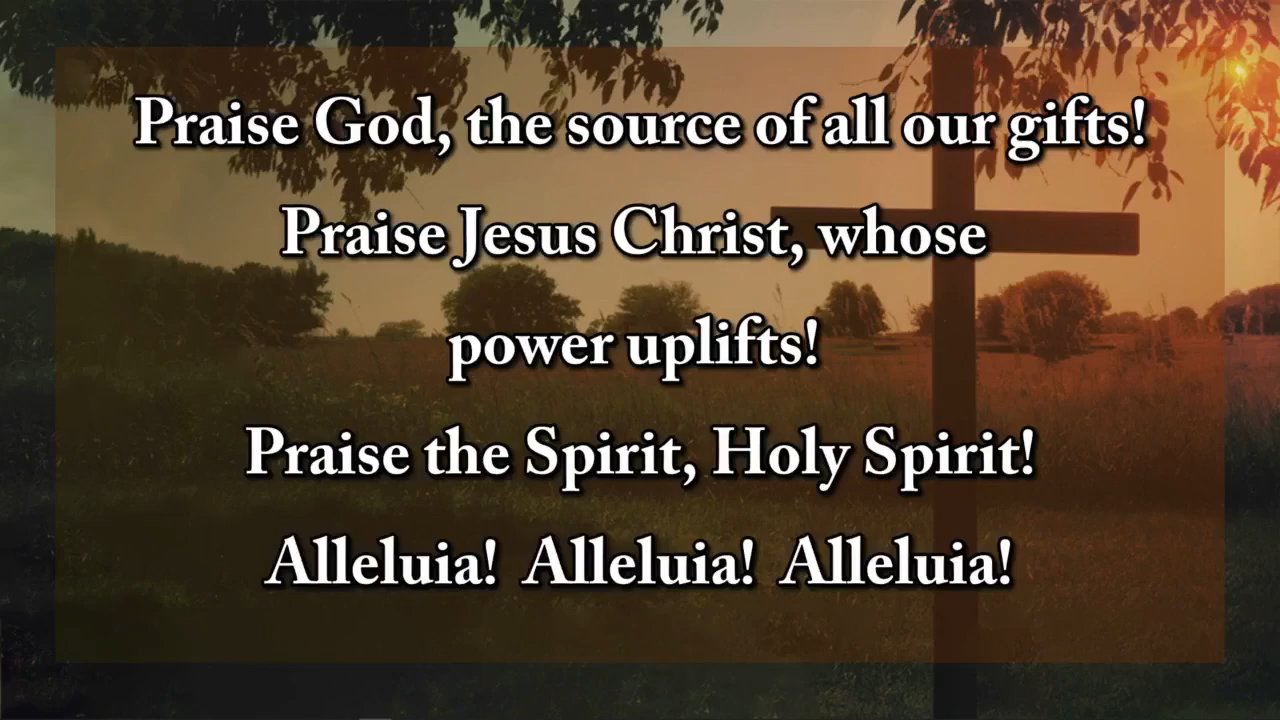 Praise God, the source of all our gifts!
Praise Jesus Christ, whose
power uplifts!
Praise the Spirit, Holy Spirit!
Alleluia!  Alleluia!  Alleluia!